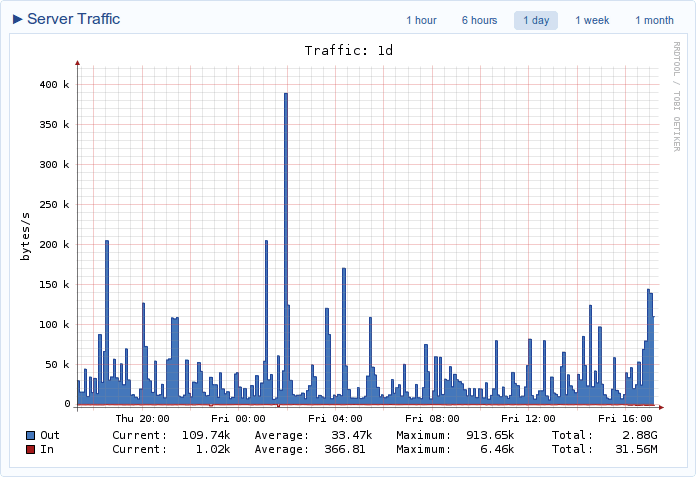 ▶ Server Traffic
1 hour 6 hours 1 day 1 week 1 month
Traffic: 1d
RRDTOOL / TOBI OETIKER
bytes/s
400 k
350 k
300 k
250 k
200 k
150 k
100 k
50 k
0
Thu 20:00 Fri 00:00 Fri 04:00 Fri 08:00 Fri 12:00 Fri 16:00
Out Current: 109.74k Average: 33.47k Maximum: 913.65k Total: 2.88G
In Current: 1.02k Average: 366.81 Maximum: 6.46k Total: 31.56M